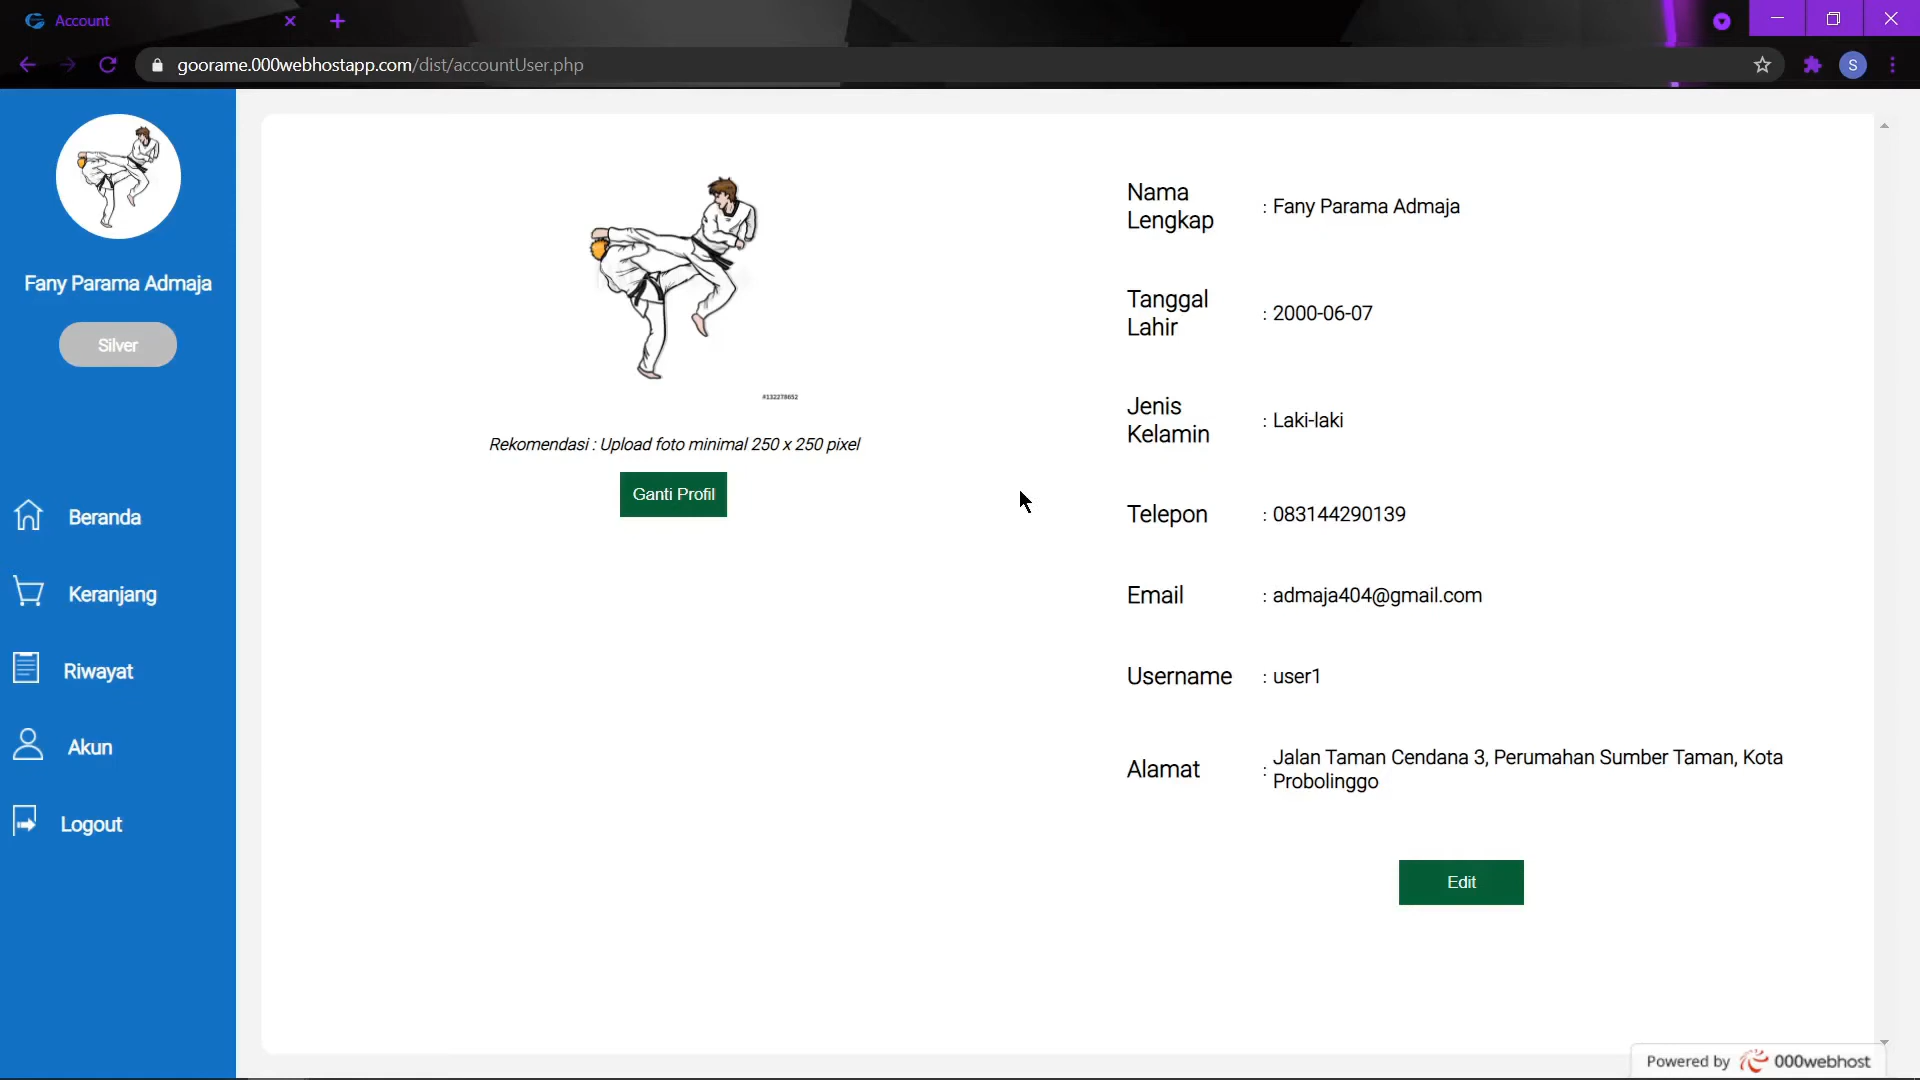 Account
goorame.000webhostapp.com/dist/accountUser.php
S
Fany Parama Admaja
Silver
Beranda
Keranjang
Riwayat
Akun
Logout
#132278652
Rekomendasi : Upload foto minimal 250 x 250 pixel
Ganti Profil
Nama
Lengkap
: Fany Parama Admaja
Tanggal
Lahir
: 2000-06-07
Jenis
Kelamin
: Laki-laki
Telepon : 083144290139
Email : admaja404@gmail.com
Username : user1
Alamat
: Jalan Taman Cendana 3, Perumahan Sumber Taman, Kota
Probolinggo
Edit
Powered by 000webhost